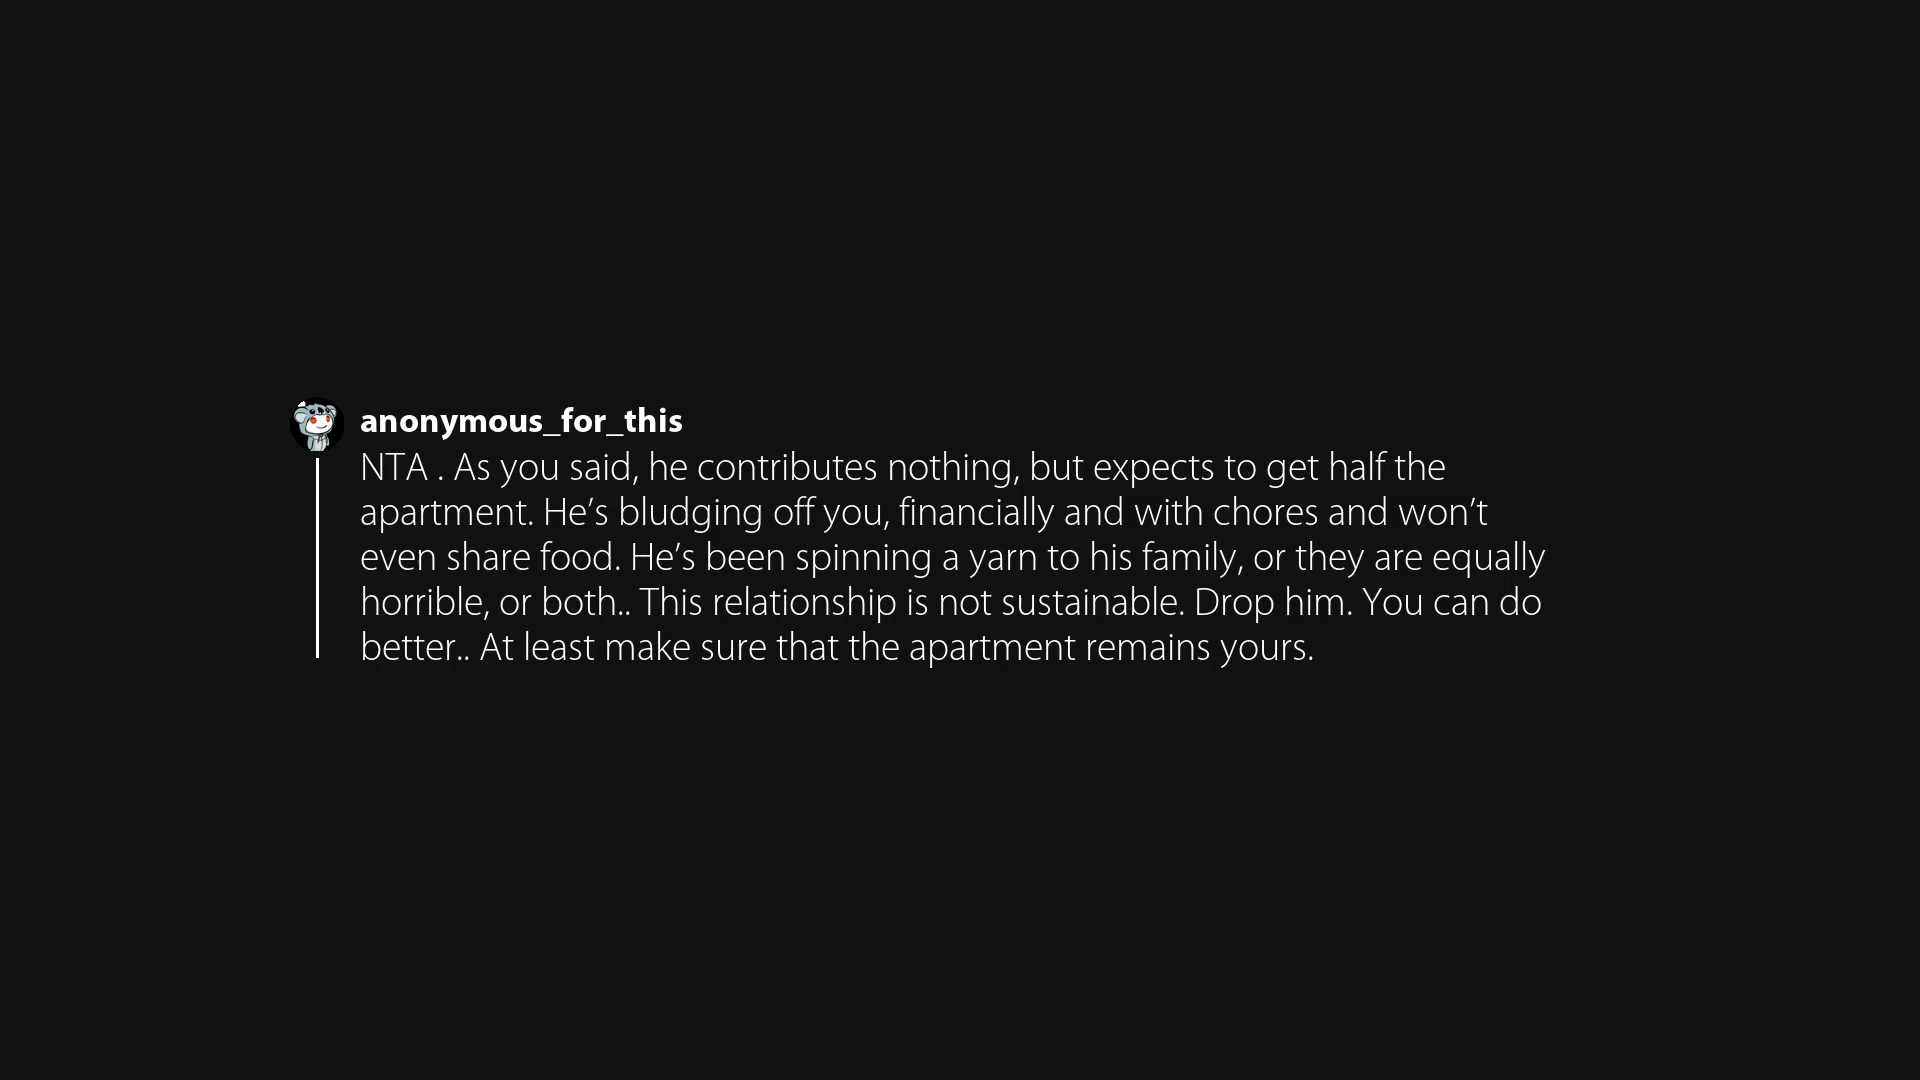 anonymous_for_this
NTA . As you said, he contributes nothing, but expects to get half the
apartment. He’s bludging off you, financially and with chores and won’t
even share food. He’s been spinning a yarn to his family, or they are equally
horrible, or both.. This relationship is not sustainable. Drop him. You can do
better.. At least make sure that the apartment remains yours.